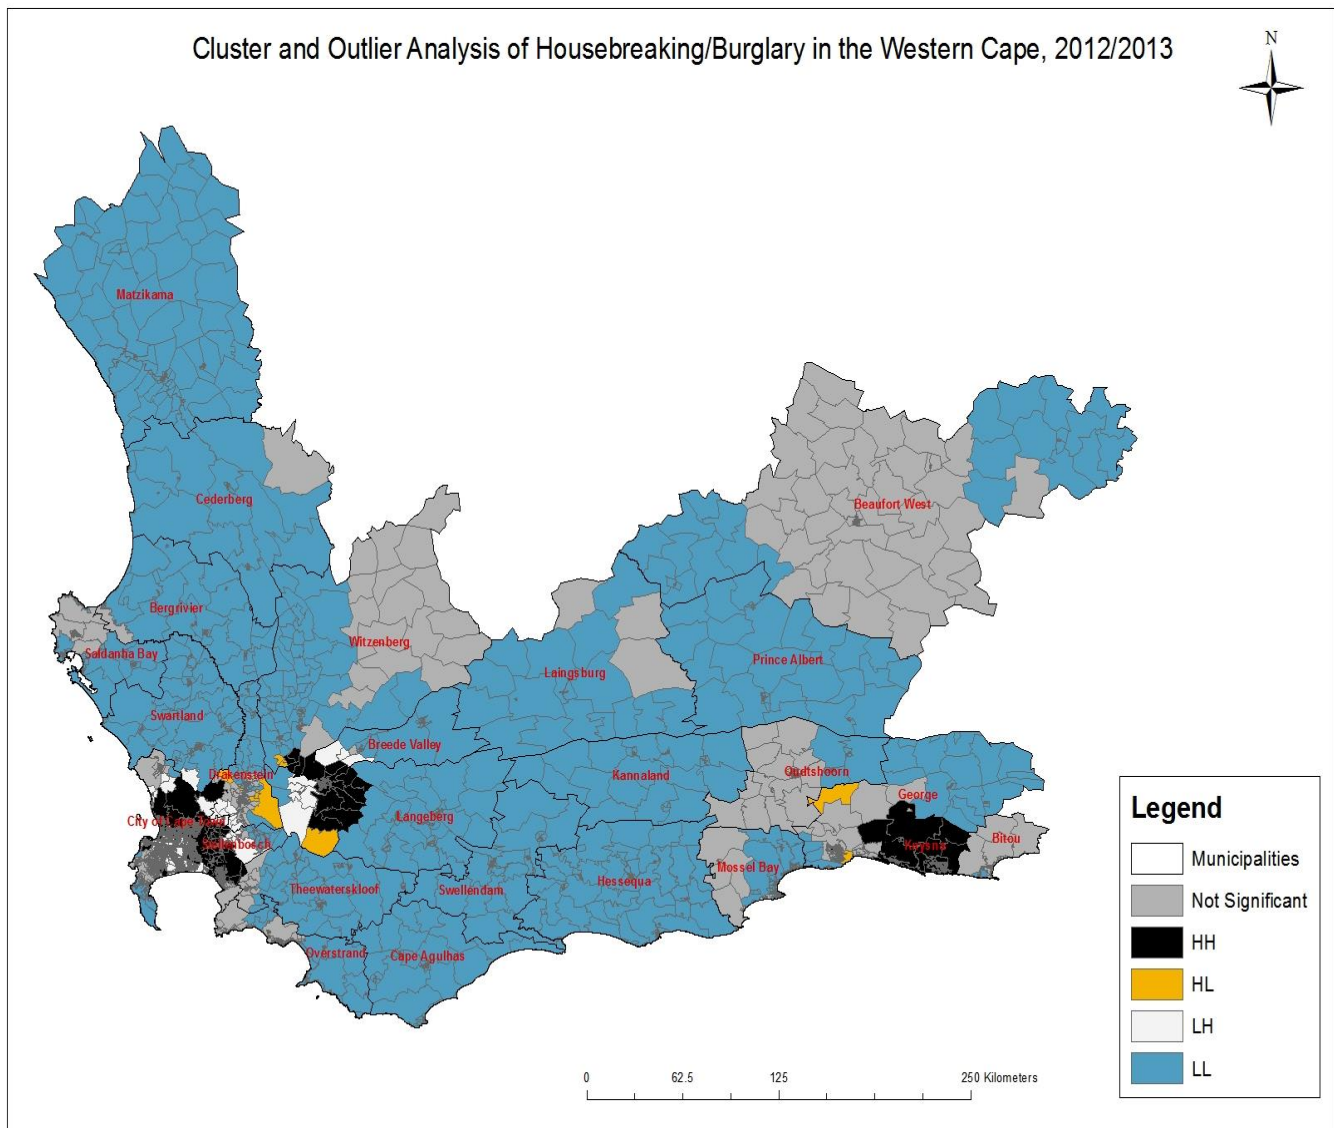 Cluster and Outlier Analysis of Housebreaking/Burglary in the Western Cape, 2012/2013
N
Matzikama
Cederberg
Beaufort West
Bergrivier
Witzenberg
Saldanha Bay
Laingsburg
Prince Albert
Swartland
Breede Valley
Drakenstein
Kannaland
Oudtshoorn
George
City of Cape Town
Langeberg
Stellenbosch
Knysna
Bitou
Mossel Bay
Theewaterskloof
Swellendam
Hessequa
Overstrand
Cape Agulhas
Legend
Municipalities
Not Significant
HH
HL
LH
LL
0 62.5 125 250 Kilometers